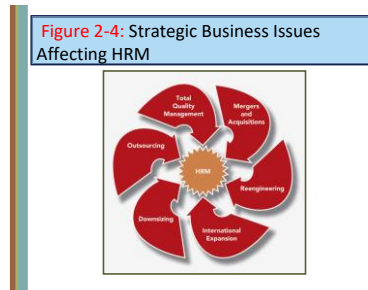 Figure 2-4: Strategic Business Issues
Affecting HRM
Total
Quality
Management
Mergers
and
Acquisitions
Outsourcing
HRM
Reengineering
Downsizing
International
Expansion